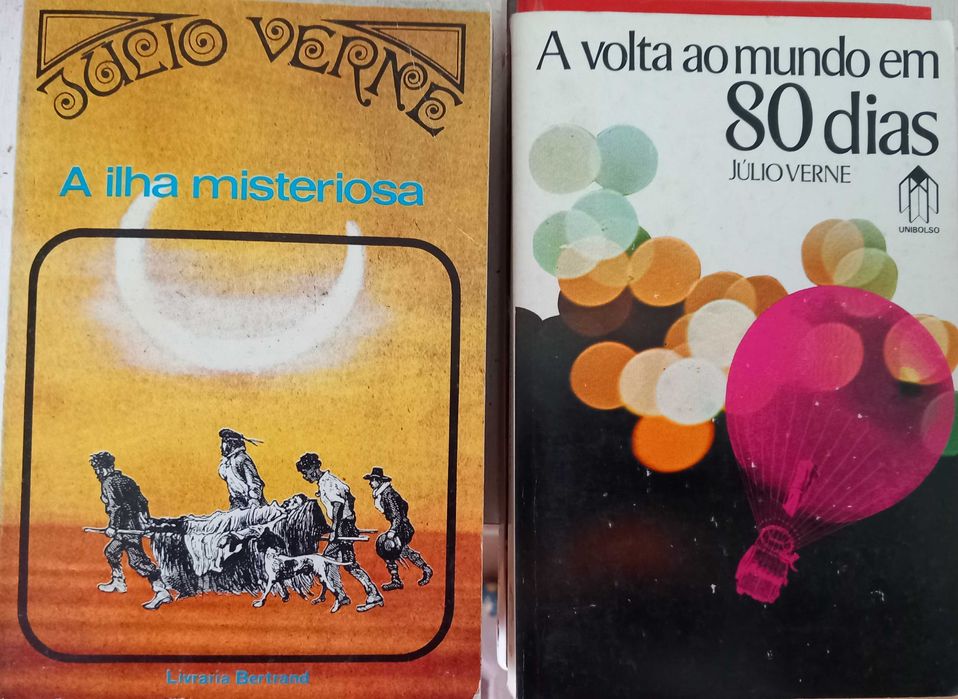 JÚLIO VERNE
A ilha misteriosa
Livraria Bertrand
A volta ao mundo em
80 dias
JÚLIO VERNE
UNIBOLSO